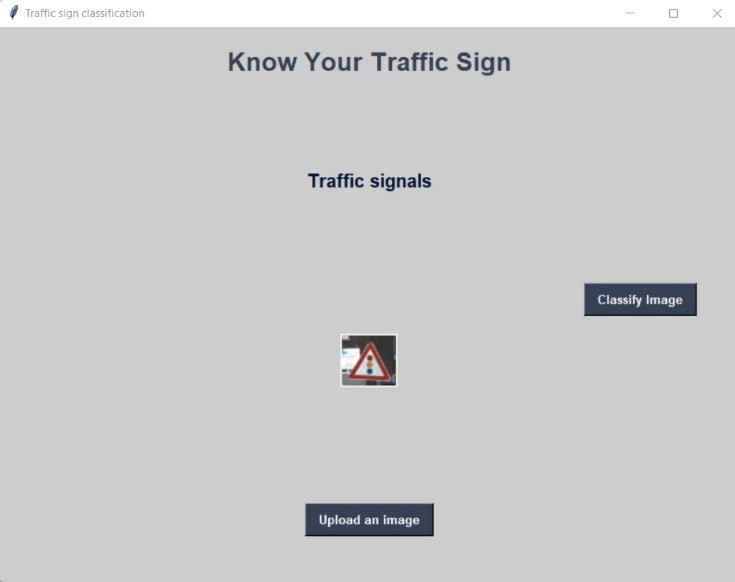 Traffic sign classification
Know Your Traffic Sign
Traffic signals
Classify Image
Upload an image